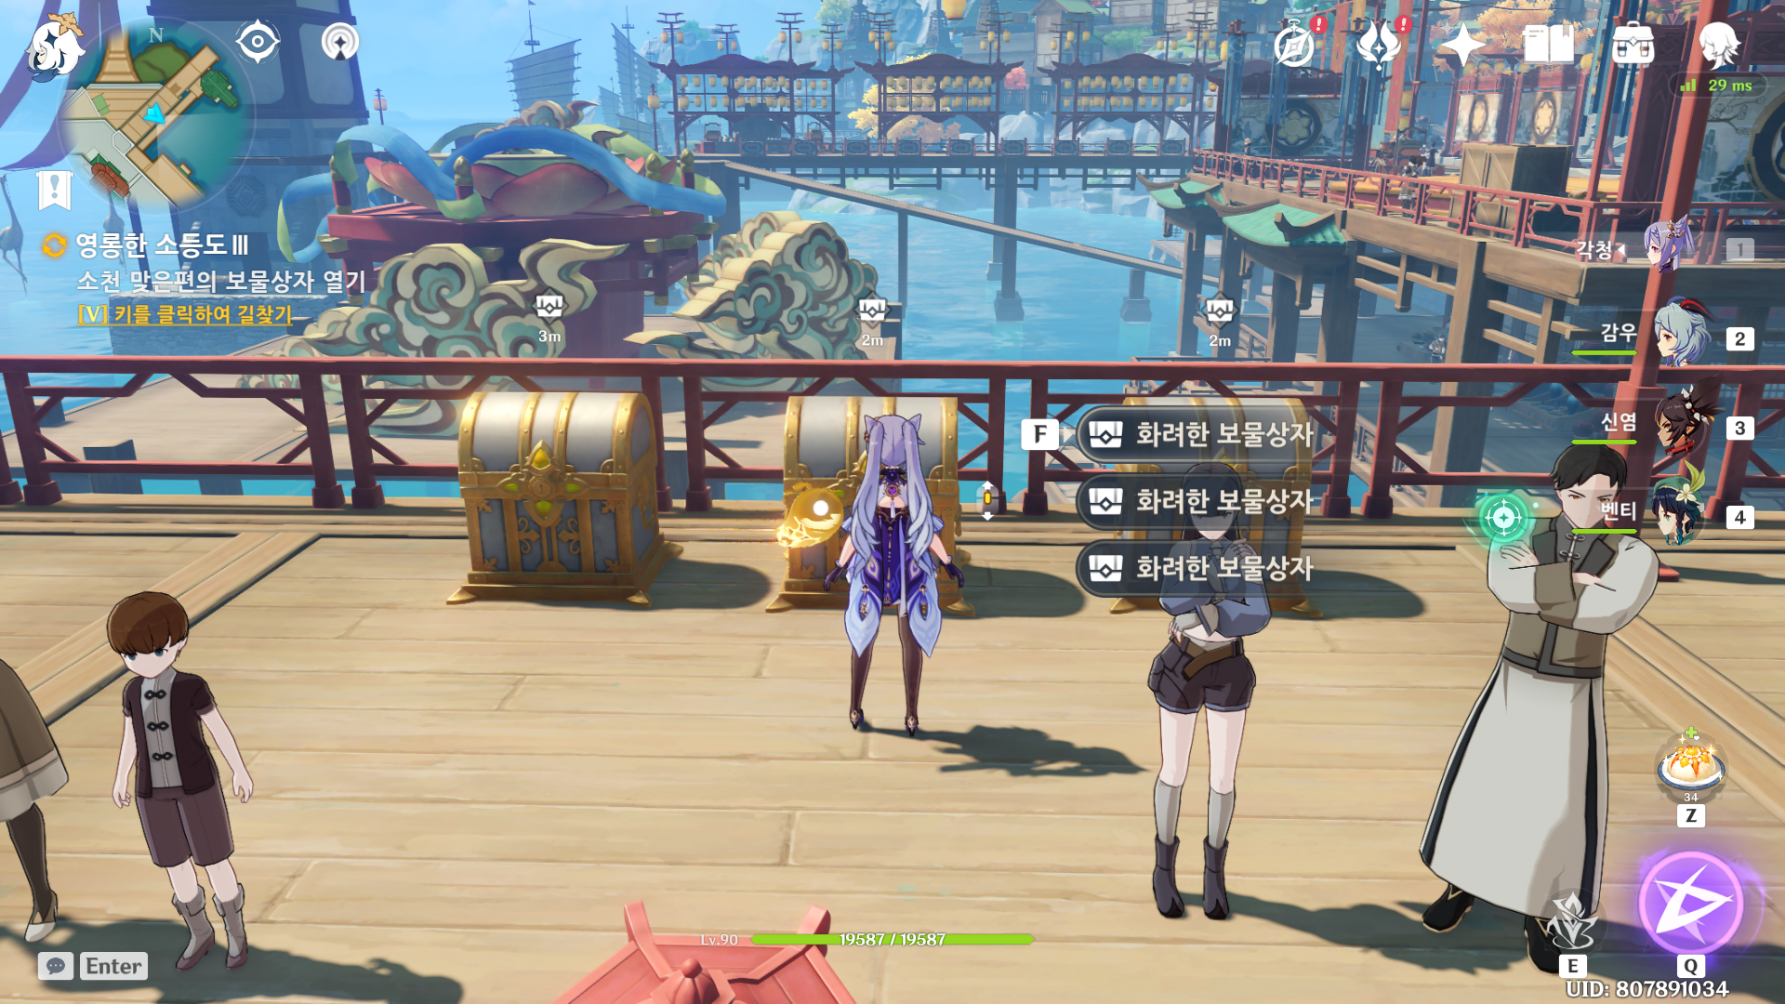 N
29 ms
영롱한 소등도Ⅲ
소천 맞은편의 보물상자 열기
[V] 키를 클릭하여 길찾기
3m
2m
2m
각청
1
감우
2
신염
3
벤티
4
F
화려한 보물상자
화려한 보물상자
화려한 보물상자
34
Z
Lv.90
19587 / 19587
Enter
E
Q
UID: 807891034